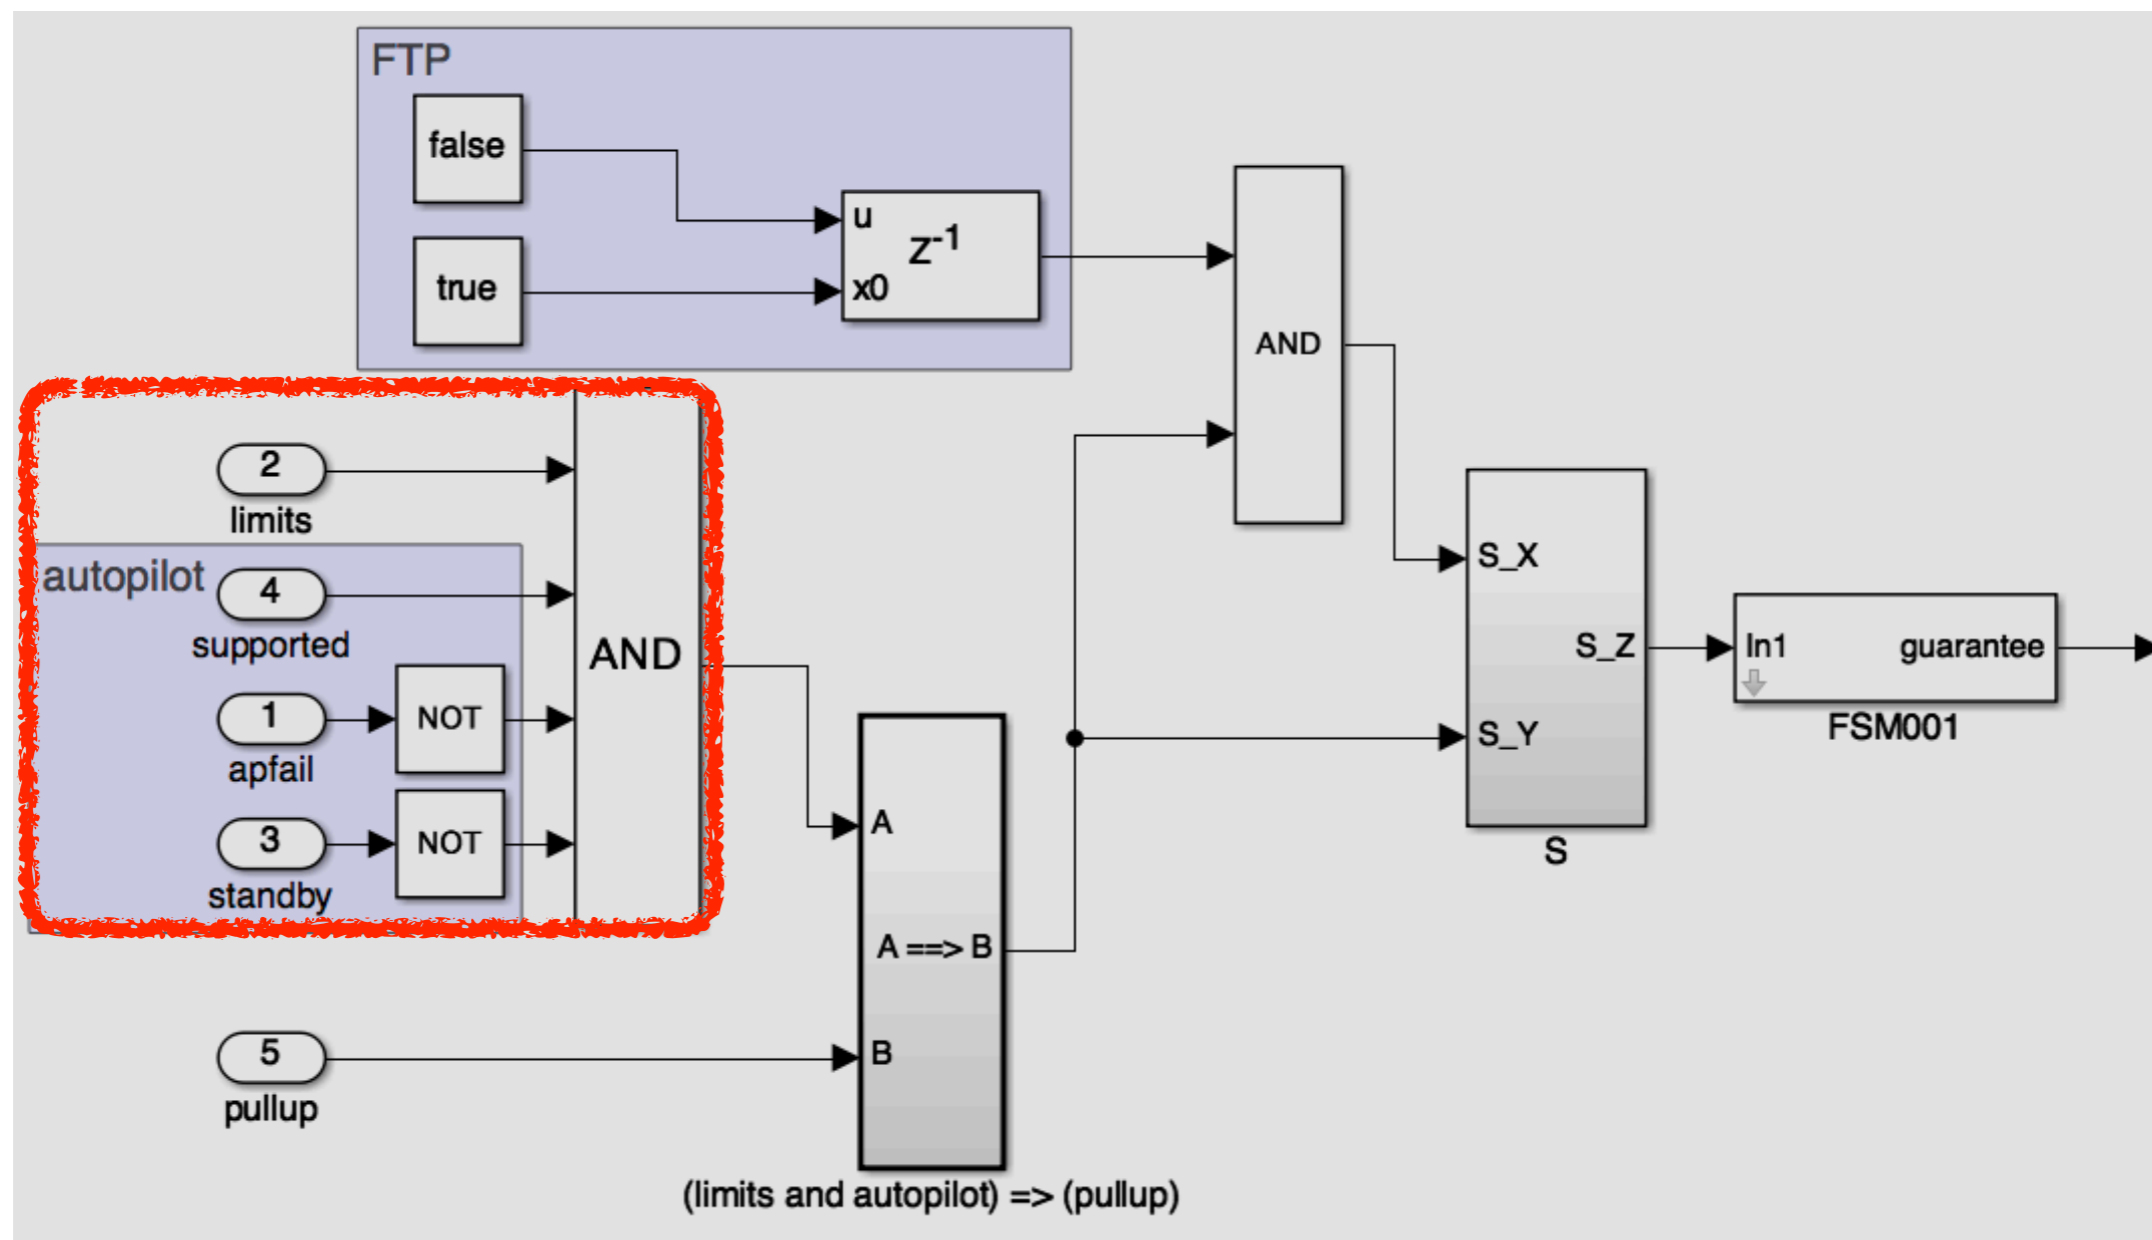 FTP
false
true
u
x0
z-1
AND
2
limits
autopilot
4
supported
1
apfail
NOT
3
standby
NOT
AND
5
pullup
A
A ==> B
B
(limits and autopilot) => (pullup)
S_X
S_Z
S_Y
S
In1
guarantee
FSM001